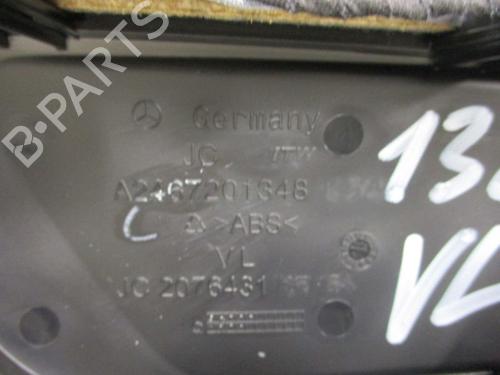 Germany
JC ITW
A2467201348
C >ABS<
VL
JC 2076431
13
VL
B-PARTS